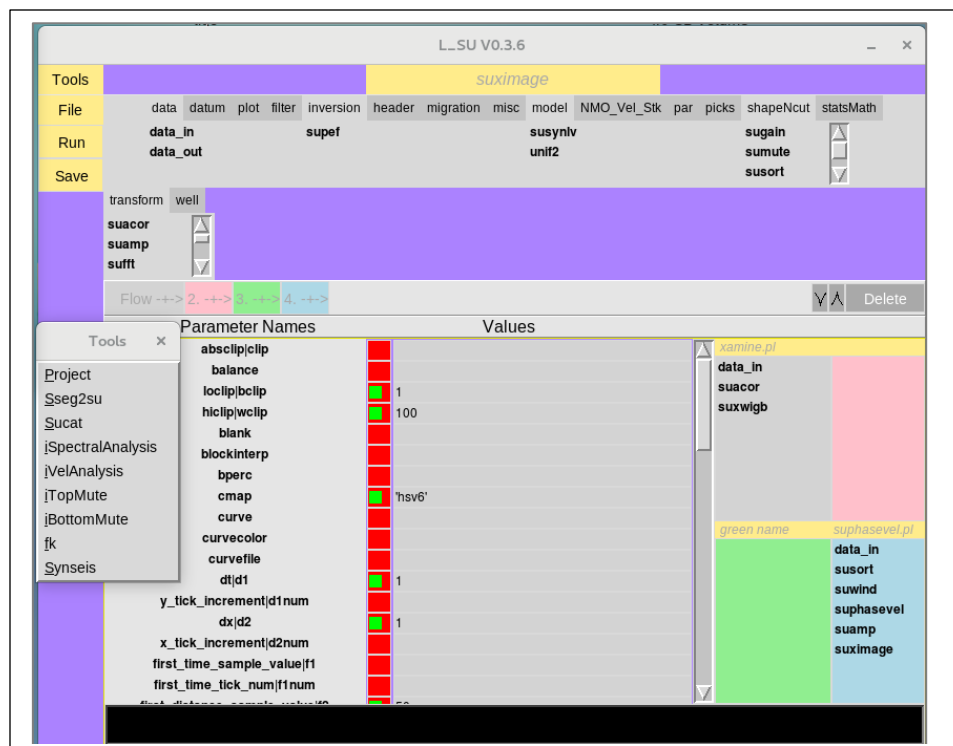 L_SU V0.3.6
Tools
suximage
File
Run
Save
data datum plot filter inversion header migration misc model NMO_Vel_Stk par picks shapeNcut statsMath
data_in supef susynlv sugain
data_out unif2 sumute
susort
transform well
suacor
suamp
sufft
Flow -+-> 2. -+-> 3. -+-> 4. -+->
Delete
Tools
Project
Sseg2su
Sucat
iSpectralAnalysis
iVelAnalysis
iTopMute
iBottomMute
fk
Synseis
Parameter Names Values
absclip|clip
balance
loclip|bclip 1
hiclip|wclip 100
blank
blockinterp
bperc
cmap 'hsv6'
curve
curvecolor
curvefile
dt|d1 1
y_tick_increment|d1num
dx|d2 1
x_tick_increment|d2num
first_time_sample_value|f1
first_time_tick_num|f1num
xamine.pl
data_in
suacor
suxwigb
green name suphasevel.pl
data_in
susort
suwind
suphasevel
suamp
suximage